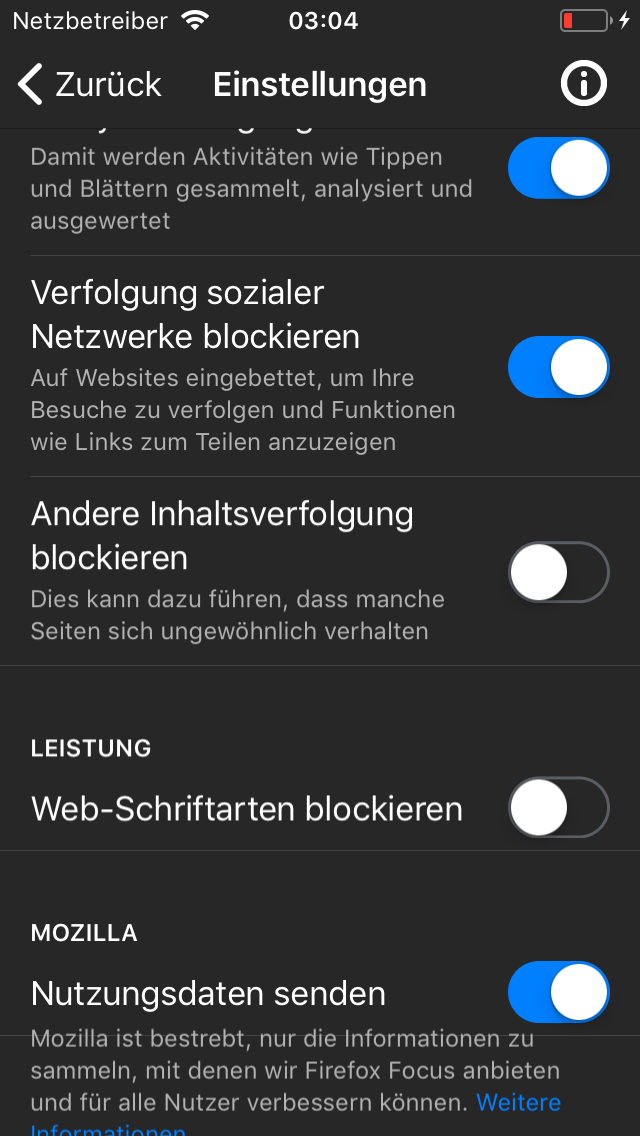 Netzbetreiber
03:04
Zurück
Einstellungen
Damit werden Aktivitäten wie Tippen
und Blättern gesammelt, analysiert und
ausgewertet
Verfolgung sozialer
Netzwerke blockieren
Auf Websites eingebettet, um Ihre
Besuche zu verfolgen und Funktionen
wie Links zum Teilen anzuzeigen
Andere Inhaltsverfolgung
blockieren
Dies kann dazu führen, dass manche
Seiten sich ungewöhnlich verhalten
LEISTUNG
Web-Schriftarten blockieren
MOZILLA
Nutzungsdaten senden
Mozilla ist bestrebt, nur die Informationen zu
sammeln, mit denen wir Firefox Focus anbieten
und für alle Nutzer verbessern können. Weitere
Informationen